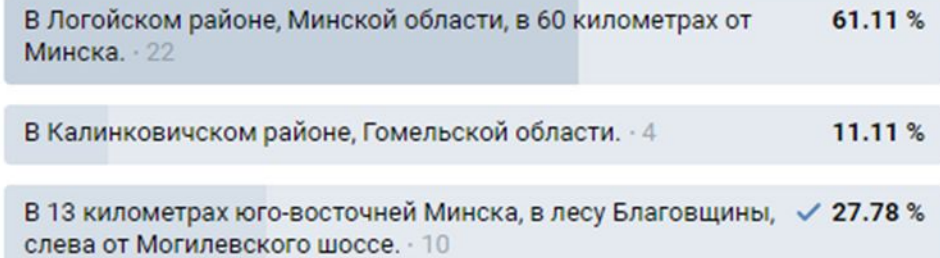 В Логойском районе, Минской области, в 60 километрах от 61.11 %
Минска. · 22
В Калинковичском районе, Гомельской области. · 4 11.11 %
В 13 километрах юго-восточней Минска, в лесу Благовщины, 27.78 %
слева от Могилевского шоссе. · 10